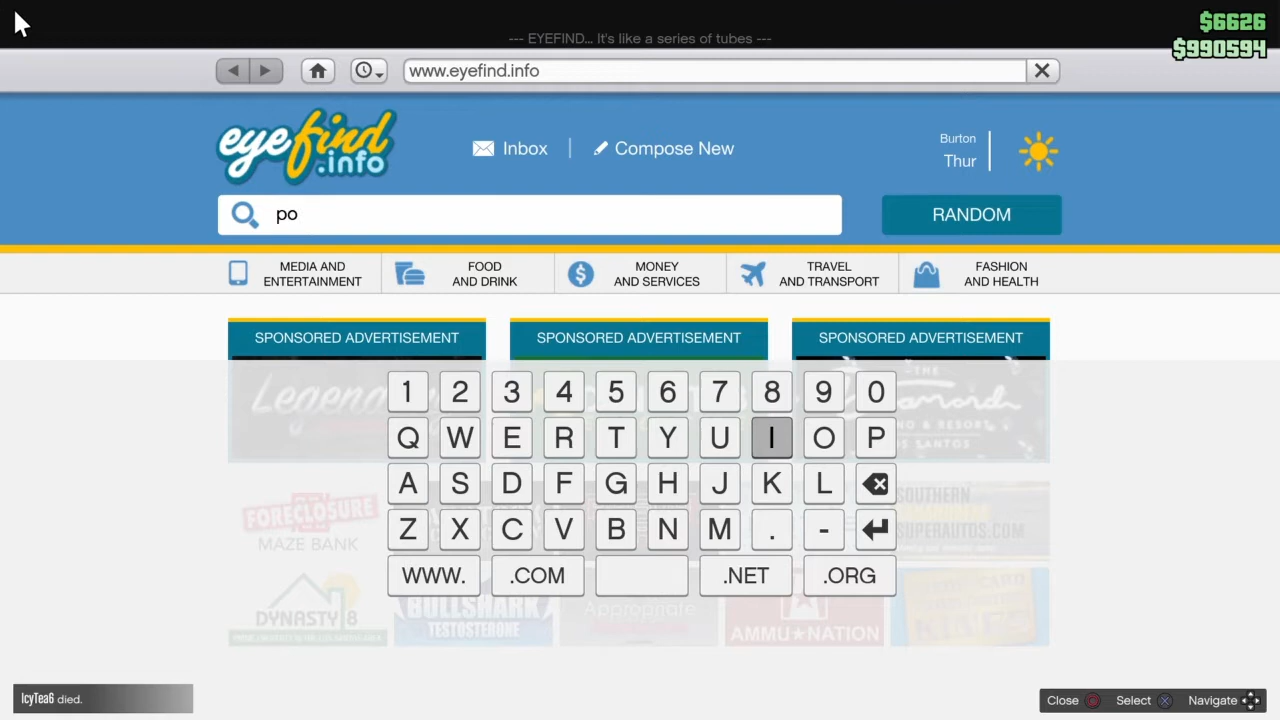 $6626
--- EYEFIND... It's like a series of tubes ---
$990594
www.eyefind.info
eyefind.info
Inbox
Compose New
Burton
Thur
po
RANDOM
MEDIA AND ENTERTAINMENT
FOOD AND DRINK
MONEY AND SERVICES
TRAVEL AND TRANSPORT
FASHION AND HEALTH
SPONSORED ADVERTISEMENT
SPONSORED ADVERTISEMENT
SPONSORED ADVERTISEMENT
THE
Diamond
1 2 3 4 5 6 7 8 9 0
Q W E R T Y U I O P
A S D F G H J K L
Z X C V B N M . -
WWW. .COM .NET .ORG
FORECLOSURE
MAZE BANK
SOUTHERN
SUPERAUTOS.COM
DYNASTY 8
BULLSHARK
TESTOSTERONE
AMMU★NATION
IcyTea6 died.
Close Select Navigate